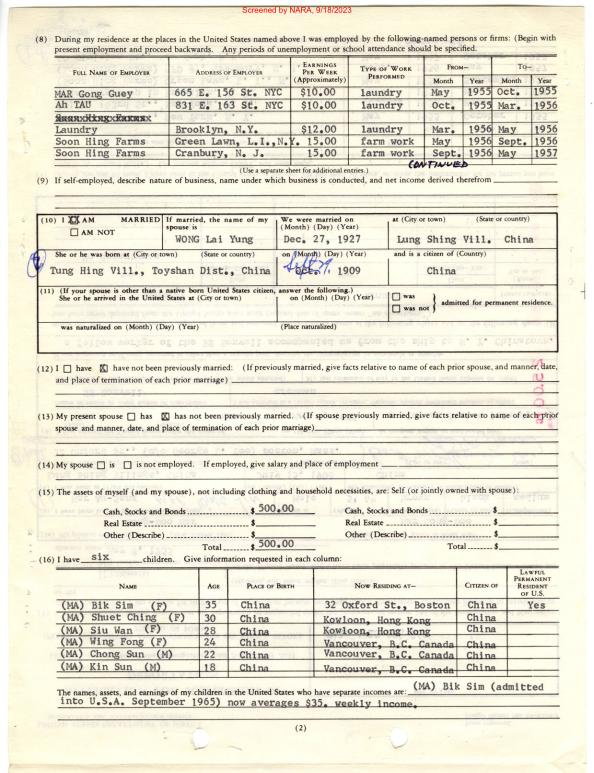 Screened by NARA, 9/18/2023
(8) During my residence at the places in the United States named above I was employed by the following-named persons or firms: (Begin with
present employment and proceed backwards. Any periods of unemployment or school attendance should be specified.
FULL NAME OF EMPLOYER ADDRESS OF EMPLOYER EARNINGS PER WEEK (Approximately) TYPE OF WORK PERFORMED FROM— Month Year TO— Month Year
MAR Gong Guey 665 E. 156 St. NYC $10.00 laundry May 1955 Oct. 1955
Ah TAU 831 E. 163 St. NYC $10.00 laundry Oct. 1955 Mar. 1956
Laundry Brooklyn, N.Y. $12.00 laundry Mar. 1956 May 1956
Soon Hing Farms Green Lawn, L.I.,N.Y. 15.00 farm work May 1956 Sept. 1956
Soon Hing Farms Cranbury, N. J. 15.00 farm work Sept. 1956 May 1957
(Use a separate sheet for additional entries.) CONTINUED
(9) If self-employed, describe nature of business, name under which business is conducted, and net income derived therefrom
(10) I XX AM MARRIED If married, the name of my We were married on at (City or town) (State or country)
AM NOT spouse is (Month) (Day) (Year)
WONG Lai Yung Dec. 27, 1927 Lung Shing Vill. China
She or he was born at (City or town) (State or country) on (Month) (Day) (Year) and is a citizen of (Country)
Tung Hing Vill., Toyshan Dist., China Oct. 1909 China
(11) (If your spouse is other than a native born United States citizen, answer the following.)
She or he arrived in the United States at (City or town) on (Month) (Day) (Year) was
was not admitted for permanent residence.
was naturalized on (Month) (Day) (Year) (Place naturalized)
(12) I have X have not been previously married: (If previously married, give facts relative to name of each prior spouse, and manner, date,
and place of termination of each prior marriage)
(13) My present spouse has X has not been previously married. (If spouse previously married, give facts relative to name of each prior
spouse and manner, date, and place of termination of each prior marriage)
(14) My spouse is is not employed. If employed, give salary and place of employment
(15) The assets of myself (and my spouse), not including clothing and household necessities, are: Self (or jointly owned with spouse):
Cash, Stocks and Bonds $ 500.00 Cash, Stocks and Bonds $
Real Estate $ Real Estate $
Other (Describe) $ Other (Describe) $
Total $ 500.00 Total $
(16) I have six children. Give information requested in each column:
NAME AGE PLACE OF BIRTH NOW RESIDING AT— CITIZEN OF LAWFUL PERMANENT RESIDENT OF U.S.
(MA) Bik Sim (F) 35 China 32 Oxford St., Boston China Yes
(MA) Shuet Ching (F) 30 China Kowloon, Hong Kong China
(MA) Siu Wan (F) 28 China Kowloon, Hong Kong China
(MA) Wing Fong (F) 24 China Vancouver, B.C. Canada China
(MA) Chong Sun (M) 22 China Vancouver, B.C. Canada China
(MA) Kin Sun (M) 18 China Vancouver, B.C. Canada China
The names, assets, and earnings of my children in the United States who have separate incomes are: (MA) Bik Sim (admitted
into U.S.A. September 1965) now averages $35. weekly income.
(2)